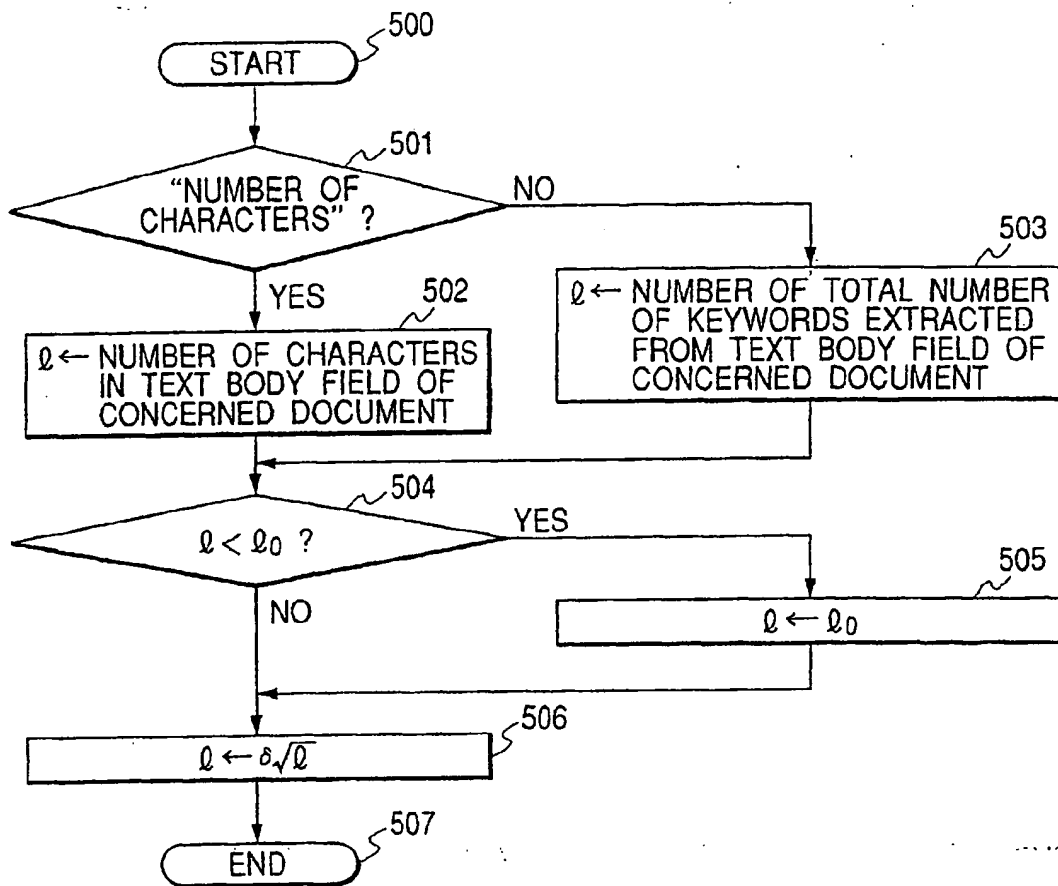 500
START
501
“NUMBER OF
CHARACTERS” ?
NO
YES
502
ℓ ← NUMBER OF CHARACTERS
IN TEXT BODY FIELD OF
CONCERNED DOCUMENT
503
ℓ ← NUMBER OF TOTAL NUMBER
OF KEYWORDS EXTRACTED
FROM TEXT BODY FIELD OF
CONCERNED DOCUMENT
504
ℓ < ℓ0 ?
YES
NO
505
ℓ ← ℓ0
506
ℓ ← δ√ℓ
507
END